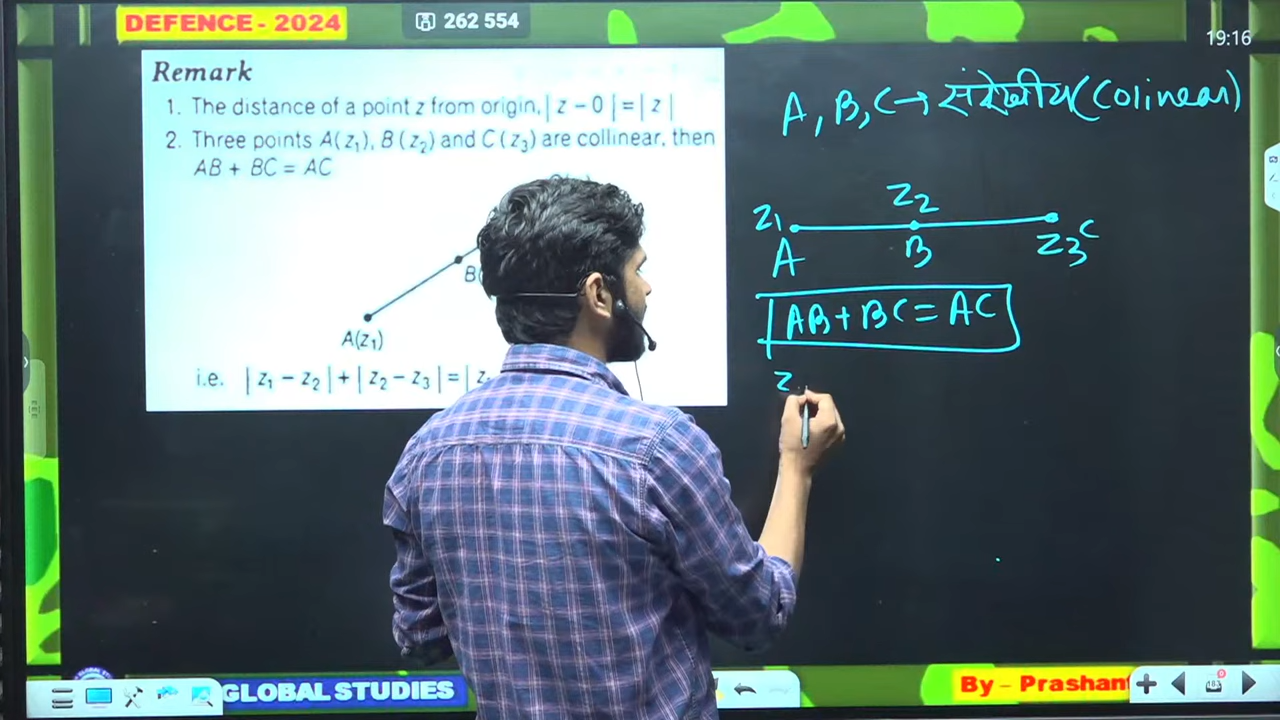 DEFENCE - 2024
262 554
19:16
Remark
1. The distance of a point z from origin, | z − 0 | = | z |
2. Three points A(z₁), B(z₂) and C(z₃) are collinear, then
AB + BC = AC
A(z₁)
B(
i.e. | z₁ − z₂ | + | z₂ − z₃ | = | z
A, B, C → संरेखीय (Colinear)
Z₁ Z₂ Z₃
A B C
AB + BC = AC
Z
GLOBAL STUDIES
By - Prashan